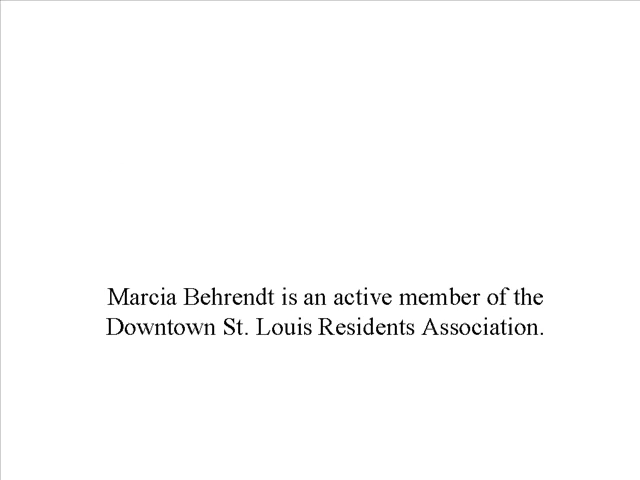 Marcia Behrendt is an active member of the
Downtown St. Louis Residents Association.